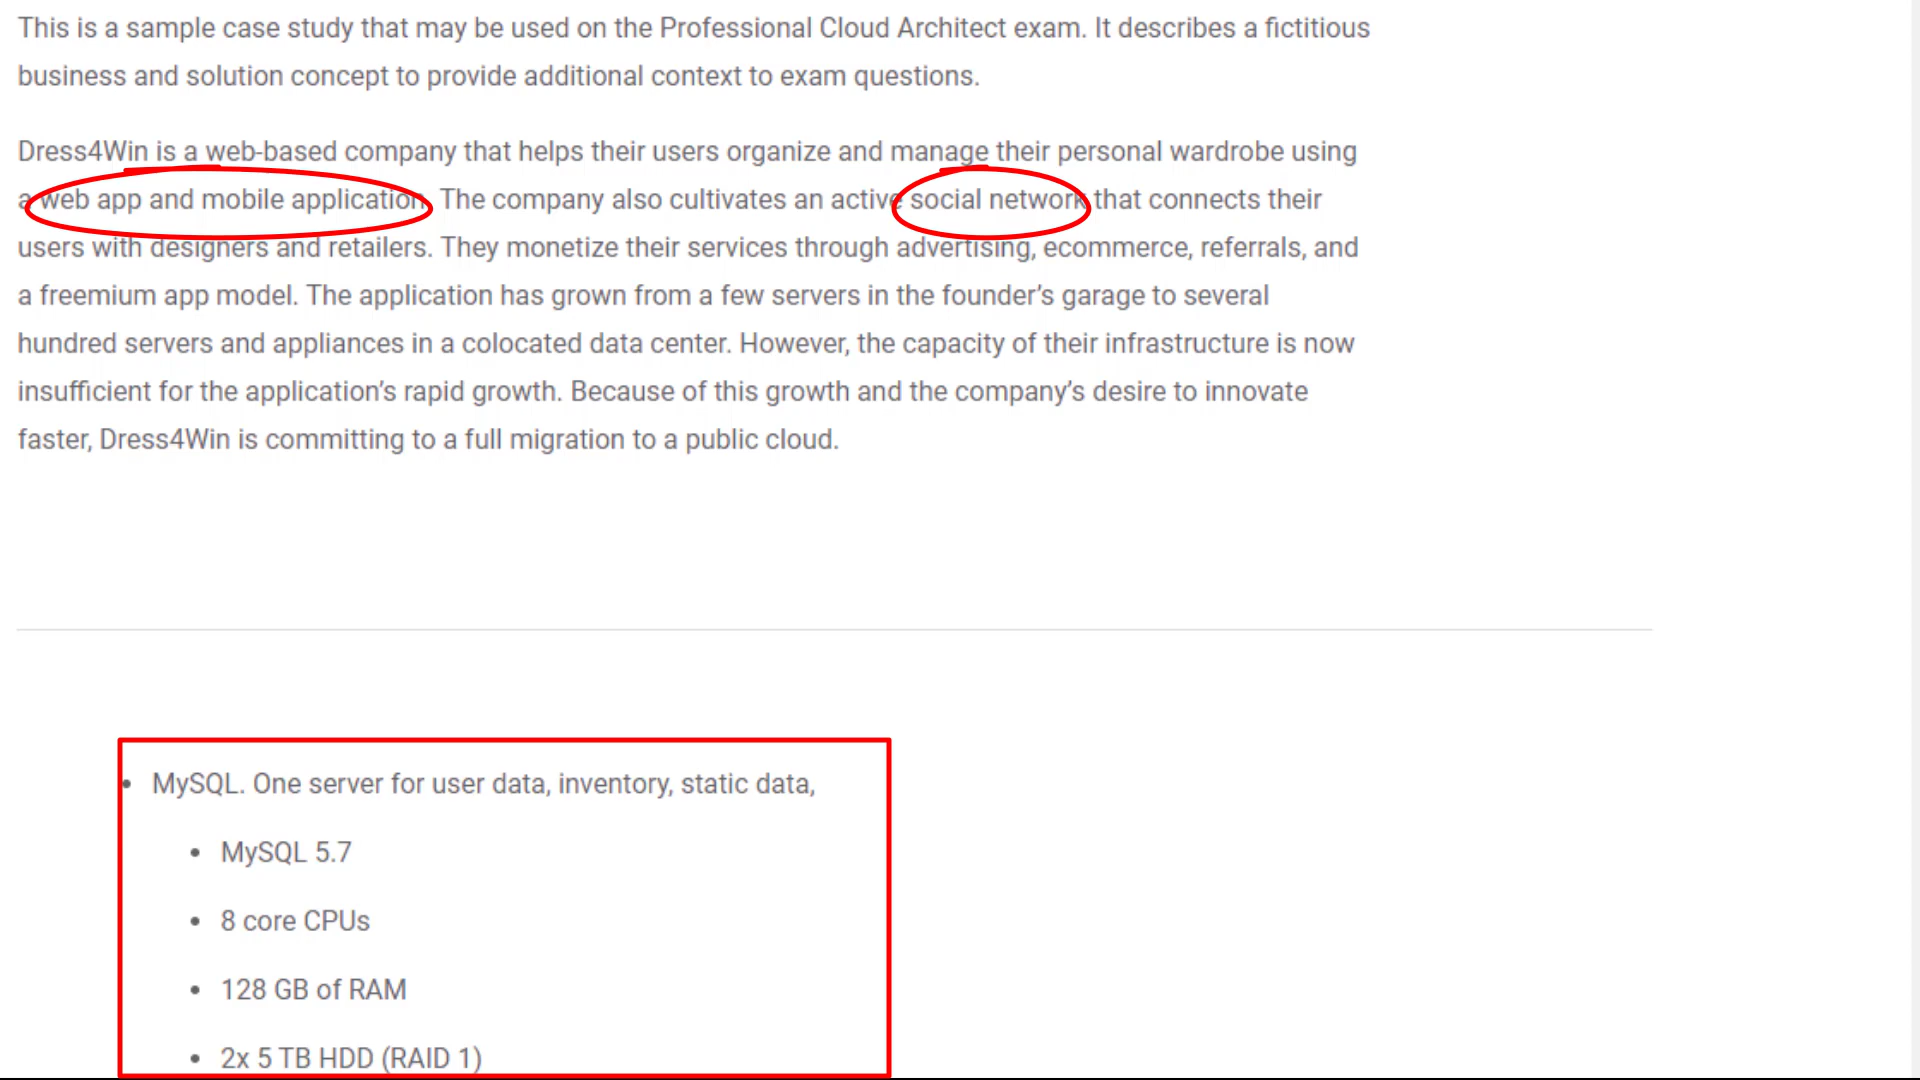 This is a sample case study that may be used on the Professional Cloud Architect exam. It describes a fictitious
business and solution concept to provide additional context to exam questions.
Dress4Win is a web-based company that helps their users organize and manage their personal wardrobe using
a web app and mobile application. The company also cultivates an active social network that connects their
users with designers and retailers. They monetize their services through advertising, ecommerce, referrals, and
a freemium app model. The application has grown from a few servers in the founder’s garage to several
hundred servers and appliances in a colocated data center. However, the capacity of their infrastructure is now
insufficient for the application’s rapid growth. Because of this growth and the company’s desire to innovate
faster, Dress4Win is committing to a full migration to a public cloud.
• MySQL. One server for user data, inventory, static data,
• MySQL 5.7
• 8 core CPUs
• 128 GB of RAM
• 2x 5 TB HDD (RAID 1)